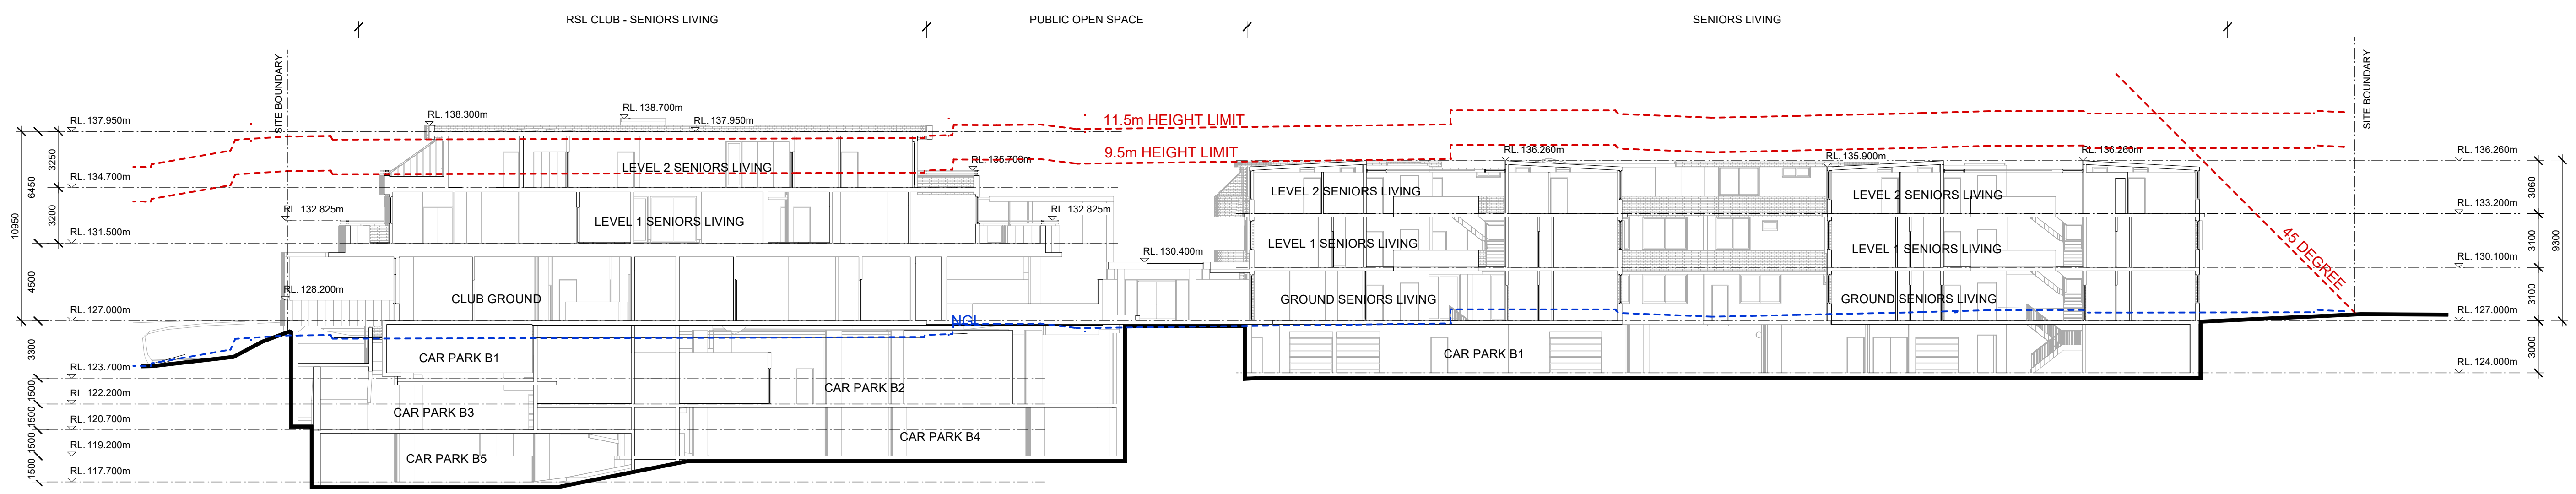 RSL CLUB - SENIORS LIVING
PUBLIC OPEN SPACE
SENIORS LIVING
SITE BOUNDARY
SITE BOUNDARY
RL. 138.700m
RL. 138.300m
RL. 137.950m
RL. 137.950m
11.5m HEIGHT LIMIT
9.5m HEIGHT LIMIT
RL. 136.260m
RL. 136.260m
RL. 136.260m
RL. 135.900m
RL. 135.700m
LEVEL 2 SENIORS LIVING
RL. 134.700m
LEVEL 2 SENIORS LIVING
LEVEL 2 SENIORS LIVING
RL. 132.825m
LEVEL 1 SENIORS LIVING
RL. 132.825m
RL. 133.200m
RL. 131.500m
LEVEL 1 SENIORS LIVING
LEVEL 1 SENIORS LIVING
45 DEGREE
RL. 130.400m
RL. 130.100m
RL. 128.200m
CLUB GROUND
GROUND SENIORS LIVING
GROUND SENIORS LIVING
RL. 127.000m
NGL
RL. 127.000m
CAR PARK B1
CAR PARK B1
RL. 123.700m
RL. 124.000m
CAR PARK B2
RL. 122.200m
CAR PARK B3
RL. 120.700m
CAR PARK B4
RL. 119.200m
CAR PARK B5
RL. 117.700m
10950
6450
3250
3200
4500
3300
1500
1500
1500
1500
3060
3100
3100
3000
9300